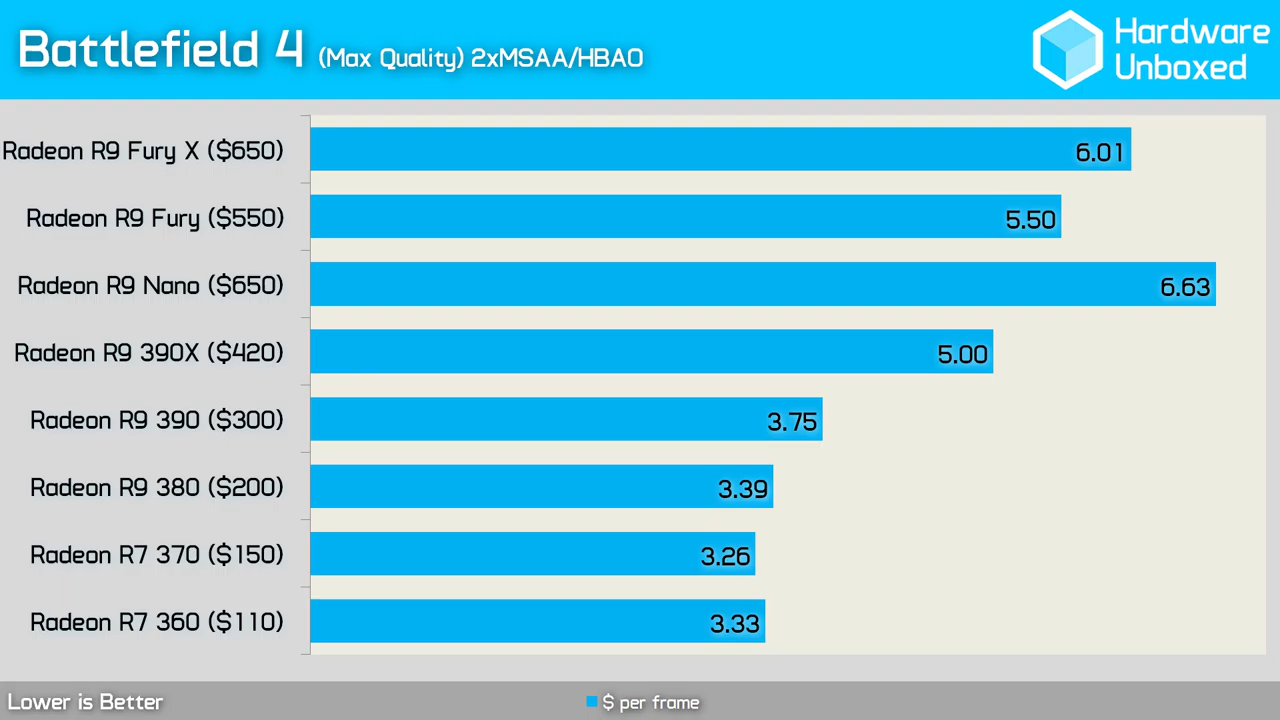 Battlefield 4 (Max Quality) 2xMSAA/HBAO
Hardware
Unboxed
Radeon R9 Fury X ($650) 6.01
Radeon R9 Fury ($550) 5.50
Radeon R9 Nano ($650) 6.63
Radeon R9 390X ($420) 5.00
Radeon R9 390 ($300) 3.75
Radeon R9 380 ($200) 3.39
Radeon R7 370 ($150) 3.26
Radeon R7 360 ($110) 3.33
Lower is Better
$ per frame